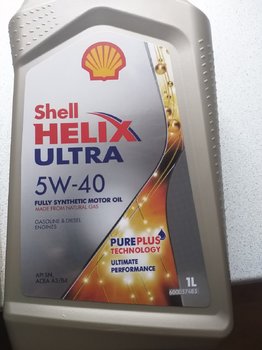 Shell
HELIX
ULTRA
5W-40
FULLY SYNTHETIC MOTOR OIL
MADE FROM NATURAL GAS
GASOLINE & DIESEL
ENGINES
PUREPLUS
TECHNOLOGY
ULTIMATE
PERFORMANCE
API SN,
ACEA A3/B4
1L
600037483